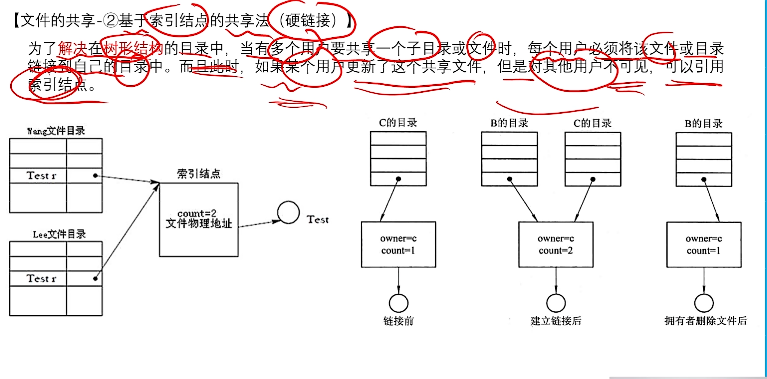 【文件的共享-②基于索引结点的共享法（硬链接）】
为了解决在树形结构的目录中，当有多个用户要共享一个子目录或文件时，每个用户必须将该文件或目录
链接到自己的目录中。而且此时，如果某个用户更新了这个共享文件，但是对其他用户不可见，可以引用
索引结点。
Wang文件目录
Test r
Lee文件目录
Test r
索引结点
count=2
文件物理地址
Test
C的目录
owner=c
count=1
链接前
B的目录
C的目录
owner=c
count=2
建立链接后
B的目录
owner=c
count=1
拥有者删除文件后